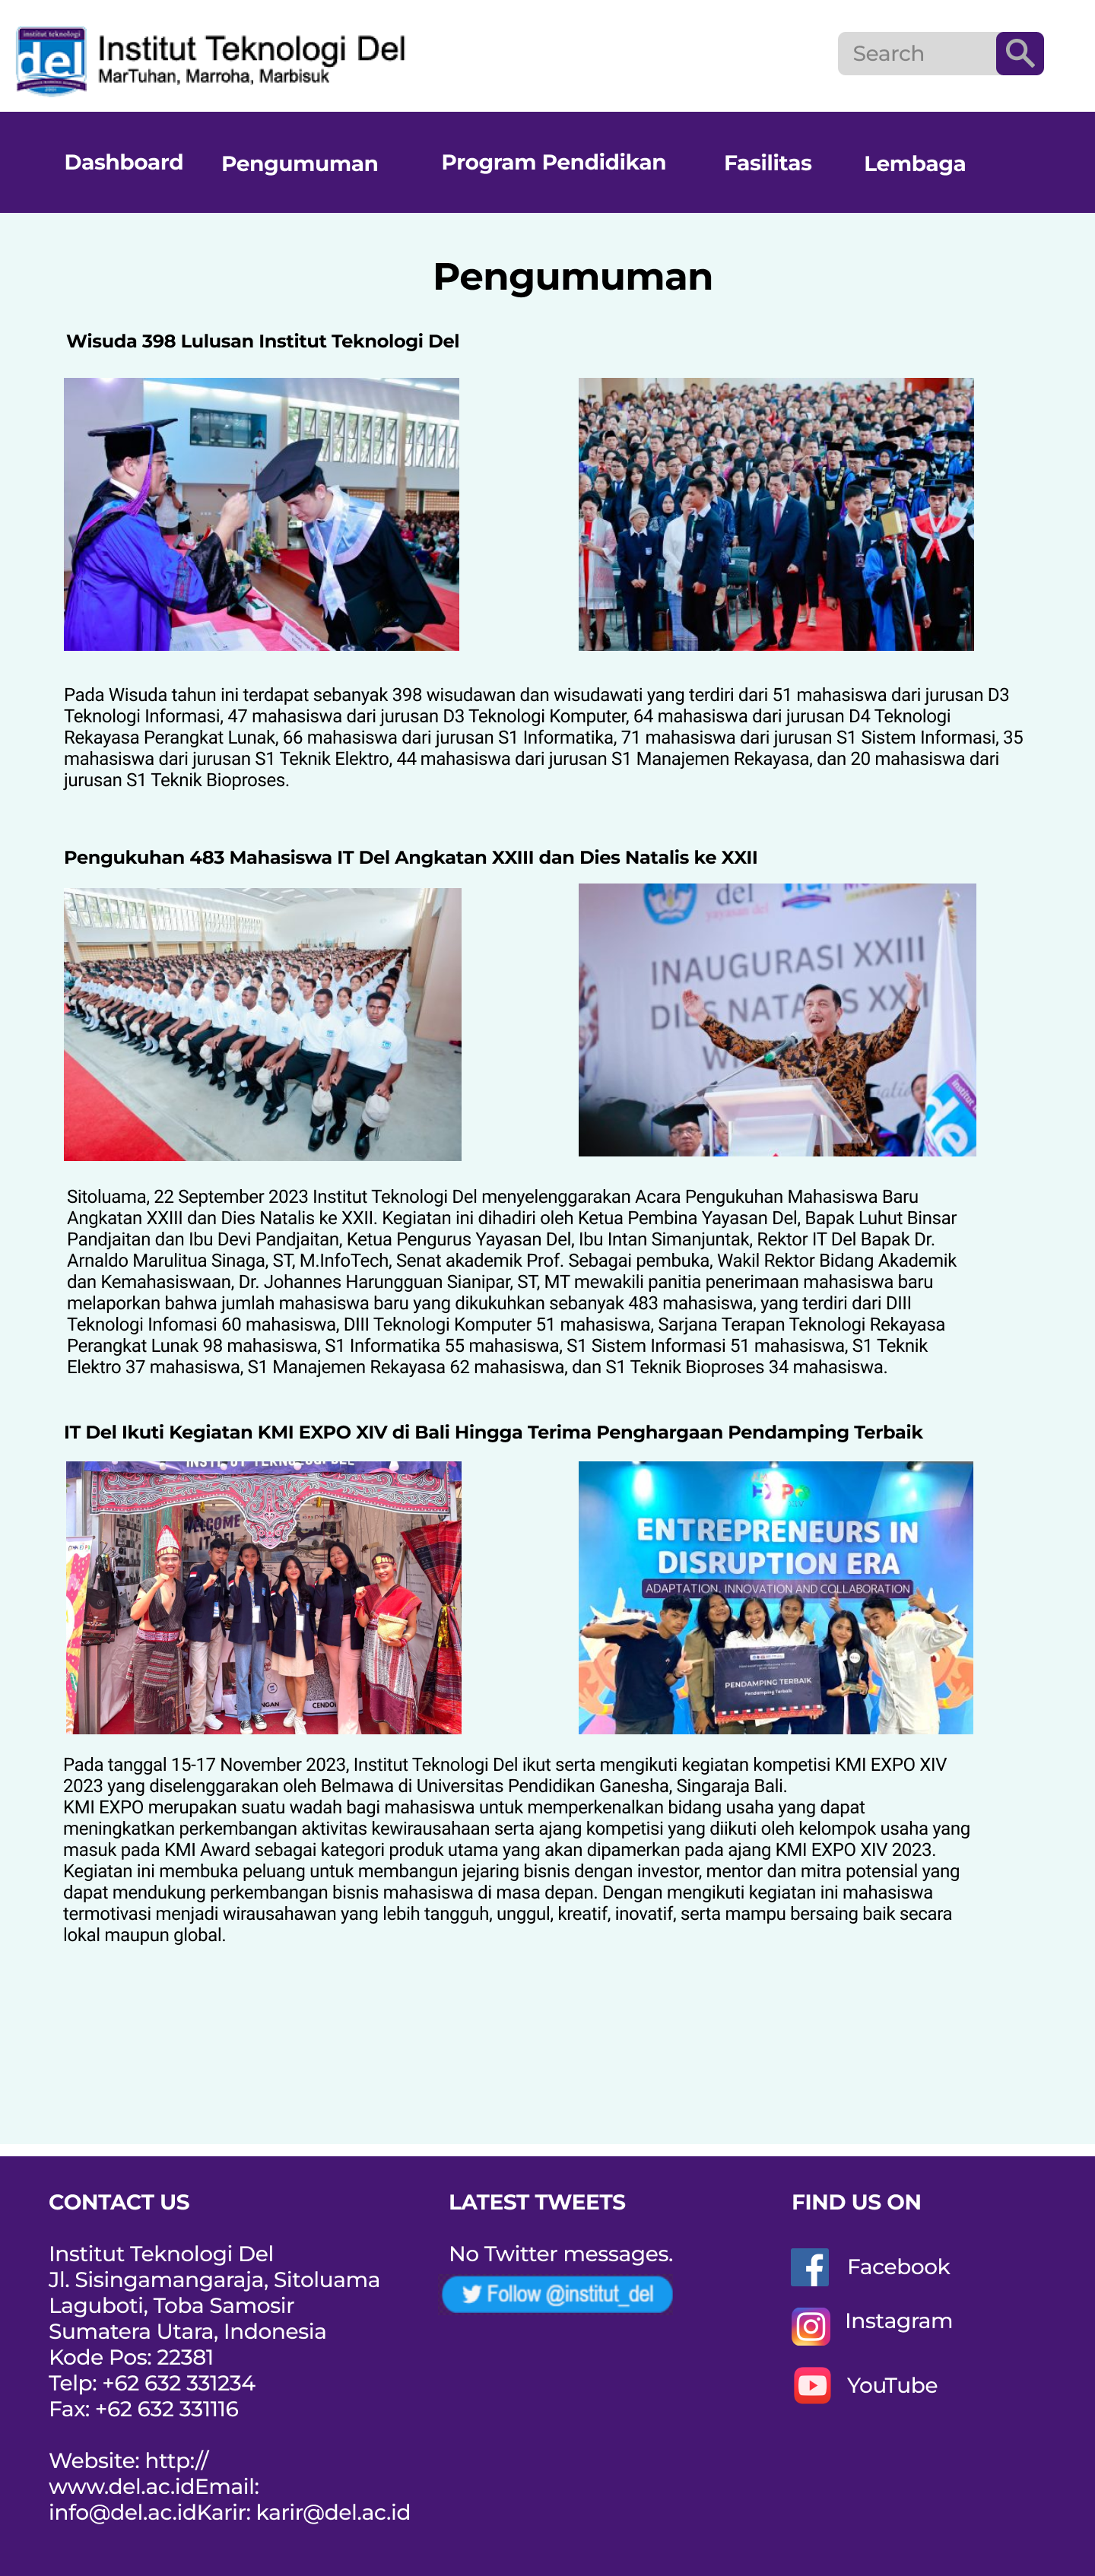 institut teknologi
del
Institut Teknologi Del
MarTuhan, Marroha, Marbisuk
Search
Dashboard
Pengumuman
Program Pendidikan
Fasilitas
Lembaga
Pengumuman
Wisuda 398 Lulusan Institut Teknologi Del
Pada Wisuda tahun ini terdapat sebanyak 398 wisudawan dan wisudawati yang terdiri dari 51 mahasiswa dari jurusan D3
Teknologi Informasi, 47 mahasiswa dari jurusan D3 Teknologi Komputer, 64 mahasiswa dari jurusan D4 Teknologi
Rekayasa Perangkat Lunak, 66 mahasiswa dari jurusan S1 Informatika, 71 mahasiswa dari jurusan S1 Sistem Informasi, 35
mahasiswa dari jurusan S1 Teknik Elektro, 44 mahasiswa dari jurusan S1 Manajemen Rekayasa, dan 20 mahasiswa dari
jurusan S1 Teknik Bioproses.
Pengukuhan 483 Mahasiswa IT Del Angkatan XXIII dan Dies Natalis ke XXII
del
yayasan del
INAUGURASI XXIII
DIES NATALIS XXII
del
Sitoluama, 22 September 2023 Institut Teknologi Del menyelenggarakan Acara Pengukuhan Mahasiswa Baru
Angkatan XXIII dan Dies Natalis ke XXII. Kegiatan ini dihadiri oleh Ketua Pembina Yayasan Del, Bapak Luhut Binsar
Pandjaitan dan Ibu Devi Pandjaitan, Ketua Pengurus Yayasan Del, Ibu Intan Simanjuntak, Rektor IT Del Bapak Dr.
Arnaldo Marulitua Sinaga, ST, M.InfoTech, Senat akademik Prof. Sebagai pembuka, Wakil Rektor Bidang Akademik
dan Kemahasiswaan, Dr. Johannes Harungguan Sianipar, ST, MT mewakili panitia penerimaan mahasiswa baru
melaporkan bahwa jumlah mahasiswa baru yang dikukuhkan sebanyak 483 mahasiswa, yang terdiri dari DIII
Teknologi Infomasi 60 mahasiswa, DIII Teknologi Komputer 51 mahasiswa, Sarjana Terapan Teknologi Rekayasa
Perangkat Lunak 98 mahasiswa, S1 Informatika 55 mahasiswa, S1 Sistem Informasi 51 mahasiswa, S1 Teknik
Elektro 37 mahasiswa, S1 Manajemen Rekayasa 62 mahasiswa, dan S1 Teknik Bioproses 34 mahasiswa.
IT Del Ikuti Kegiatan KMI EXPO XIV di Bali Hingga Terima Penghargaan Pendamping Terbaik
WELCOME
EXPO
ENTREPRENEURS IN
DISRUPTION ERA
ADAPTATION, INNOVATION AND COLLABORATION
PENDAMPING TERBAIK
Pendamping Terbaik
Pada tanggal 15-17 November 2023, Institut Teknologi Del ikut serta mengikuti kegiatan kompetisi KMI EXPO XIV
2023 yang diselenggarakan oleh Belmawa di Universitas Pendidikan Ganesha, Singaraja Bali.
KMI EXPO merupakan suatu wadah bagi mahasiswa untuk memperkenalkan bidang usaha yang dapat
meningkatkan perkembangan aktivitas kewirausahaan serta ajang kompetisi yang diikuti oleh kelompok usaha yang
masuk pada KMI Award sebagai kategori produk utama yang akan dipamerkan pada ajang KMI EXPO XIV 2023.
Kegiatan ini membuka peluang untuk membangun jejaring bisnis dengan investor, mentor dan mitra potensial yang
dapat mendukung perkembangan bisnis mahasiswa di masa depan. Dengan mengikuti kegiatan ini mahasiswa
termotivasi menjadi wirausahawan yang lebih tangguh, unggul, kreatif, inovatif, serta mampu bersaing baik secara
lokal maupun global.
CONTACT US
Institut Teknologi Del
Jl. Sisingamangaraja, Sitoluama
Laguboti, Toba Samosir
Sumatera Utara, Indonesia
Kode Pos: 22381
Telp: +62 632 331234
Fax: +62 632 331116
Website: http://
www.del.ac.idEmail:
info@del.ac.idKarir: karir@del.ac.id
LATEST TWEETS
No Twitter messages.
Follow @institut_del
FIND US ON
Facebook
Instagram
YouTube